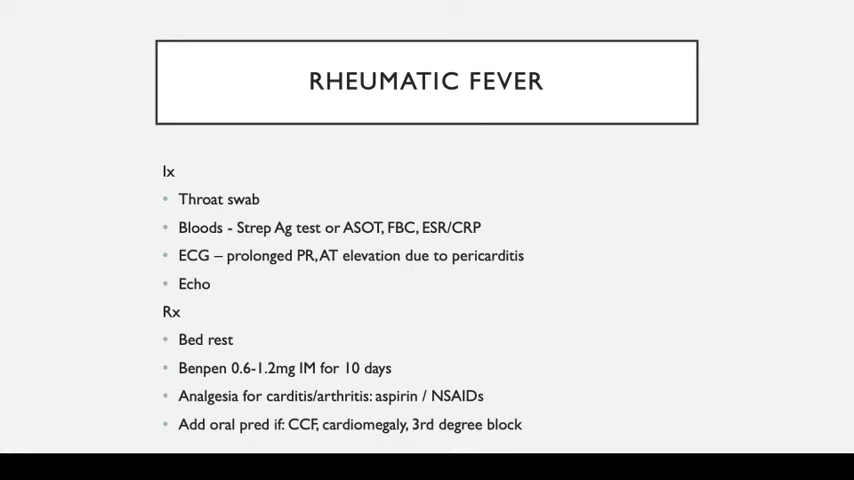 RHEUMATIC FEVER
Ix
• Throat swab
• Bloods - Strep Ag test or ASOT, FBC, ESR/CRP
• ECG – prolonged PR, AT elevation due to pericarditis
• Echo
Rx
• Bed rest
• Benpen 0.6-1.2mg IM for 10 days
• Analgesia for carditis/arthritis: aspirin / NSAIDs
• Add oral pred if: CCF, cardiomegaly, 3rd degree block